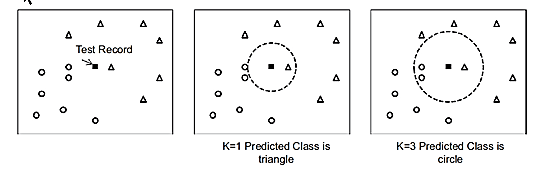 Test Record
K=1 Predicted Class is
triangle
K=3 Predicted Class is
circle